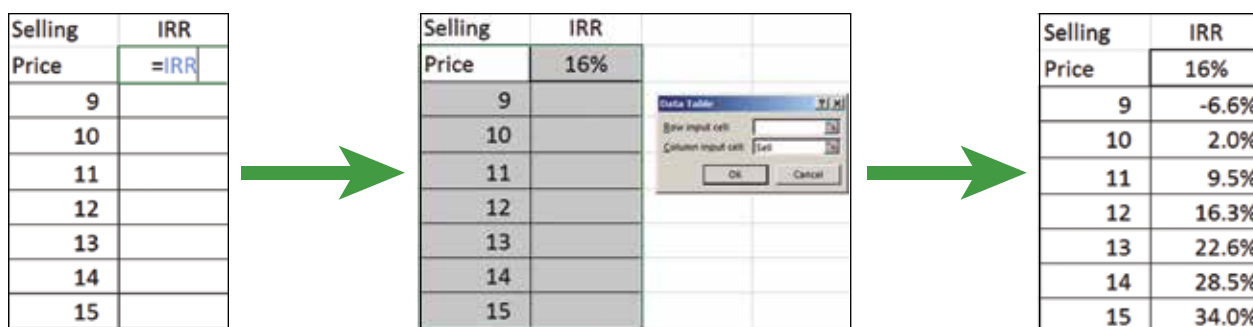 Selling IRR
Price =IRR
9
10
11
12
13
14
15
Selling IRR
Price 16%
9
10
11
12
13
14
15
Data Table
Row input cell:
Column input cell: Sell
OK Cancel
Selling IRR
Price 16%
9 -6.6%
10 2.0%
11 9.5%
12 16.3%
13 22.6%
14 28.5%
15 34.0%